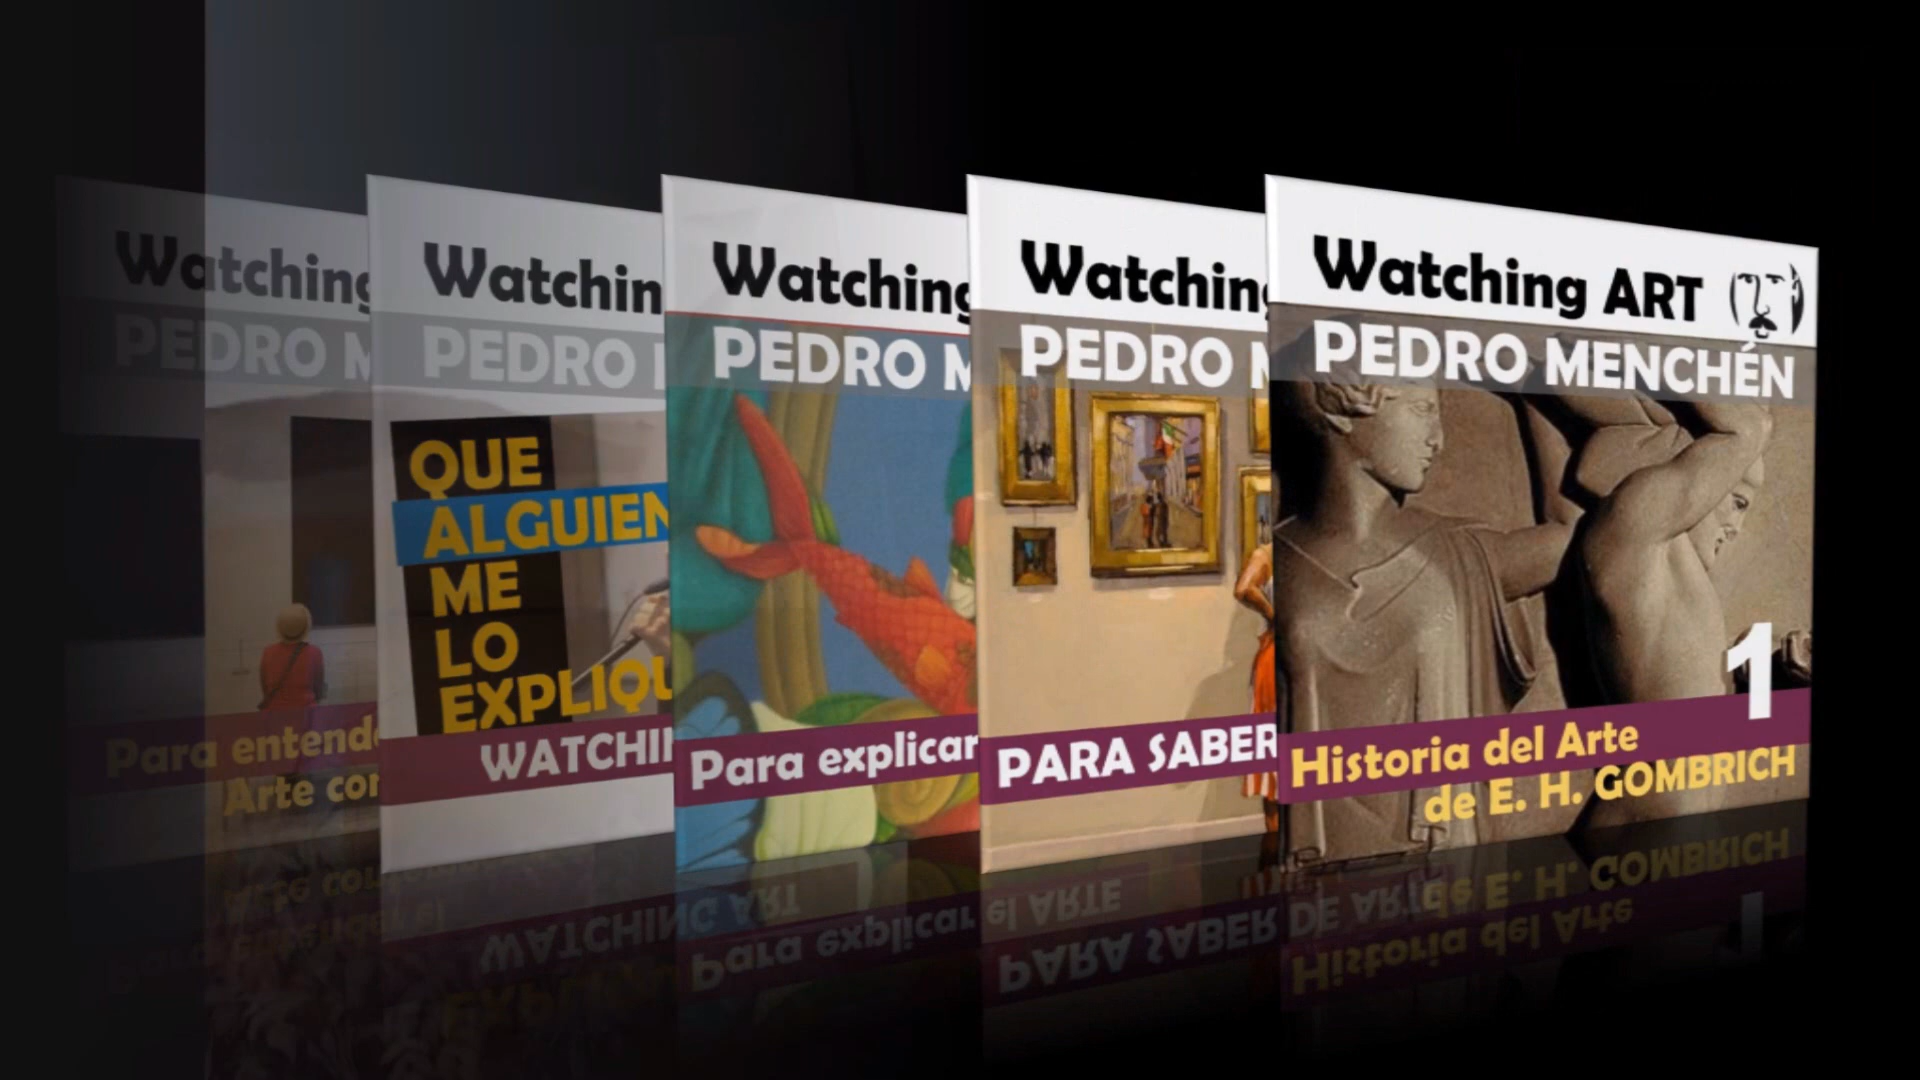 Watching
PEDRO M
Para entende
Arte con
Watchin
PEDRO
QUE
ALGUIEN
ME
LO
EXPLIQU
WATCHI
Watching
PEDRO M
Para explicar
Watching
PEDRO M
PARA SABER
Watching ART
PEDRO MENCHÉN
1
Historia del Arte
de E. H. GOMBRICH